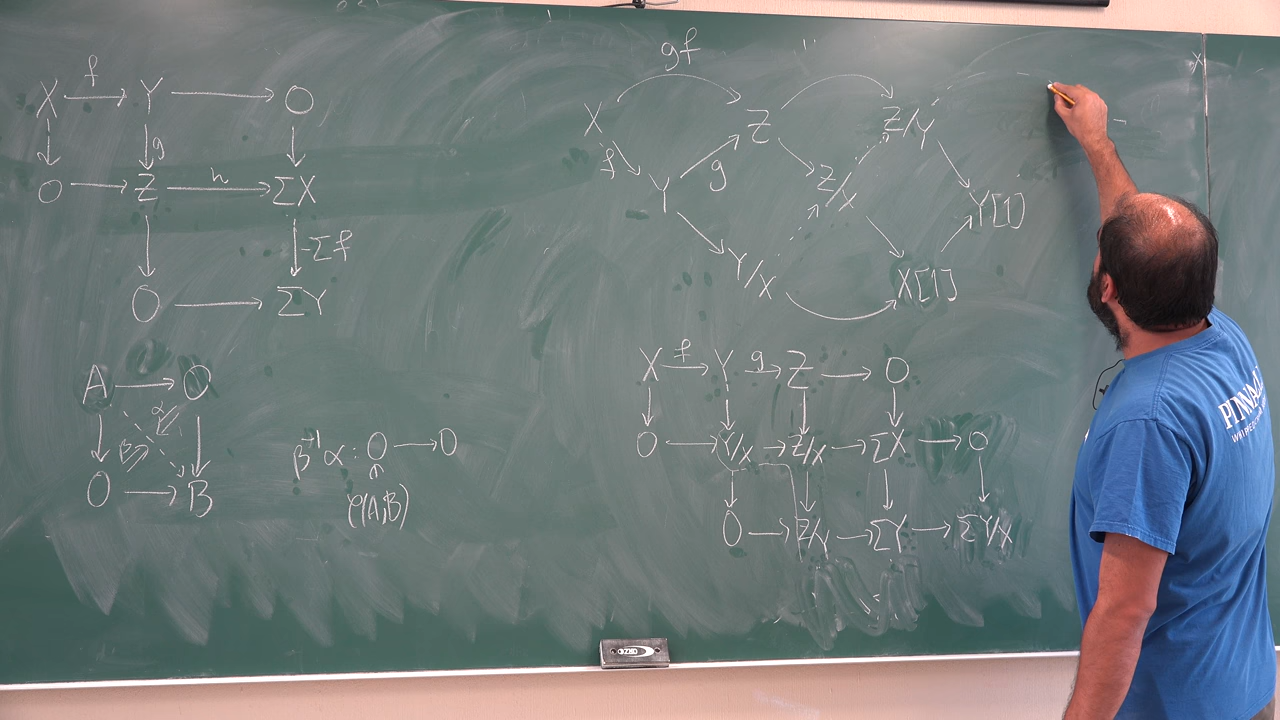 X f Y 0
0 g Z h ΣX
-Σf
0 ΣY
A 0
α
β
0 B
β⁻¹α : 0 → 0
C(A,B)
gf
X Z Z/Y
f g Z/X
Y Y[1]
Y/X X[1]
X f Y g Z 0
0 Y/X Z/X ΣX 0
0 Z/Y ΣY ΣY/X
PINNA